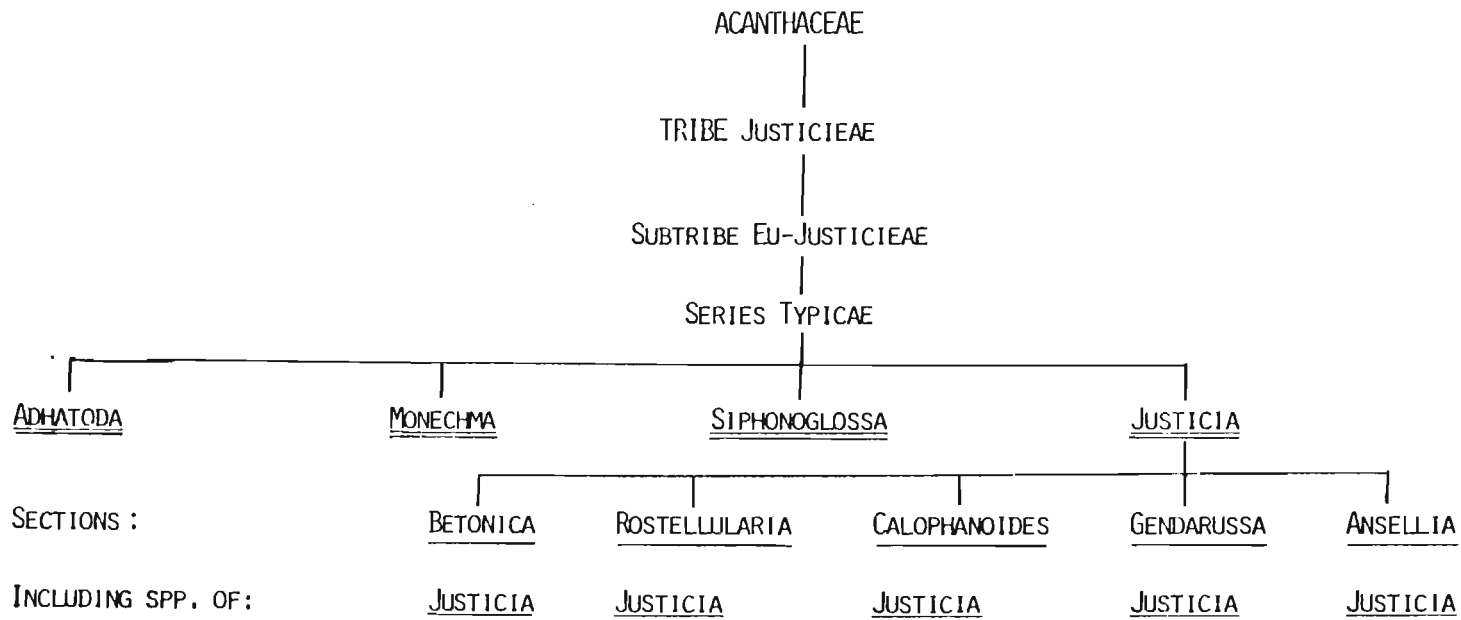 ACANTHACEAE
TRIBE JUSTICIEAE
SUBTRIBE EU-JUSTICIEAE
SERIES TYPICAE
ADHATODA MONECHMA SIPHONOGLOSSA JUSTICIA
SECTIONS: BETONICA ROSTELLULARIA CALOPHANOIDES GENDARUSSA ANSELLIA
INCLUDING SPP. OF: JUSTICIA JUSTICIA JUSTICIA JUSTICIA JUSTICIA